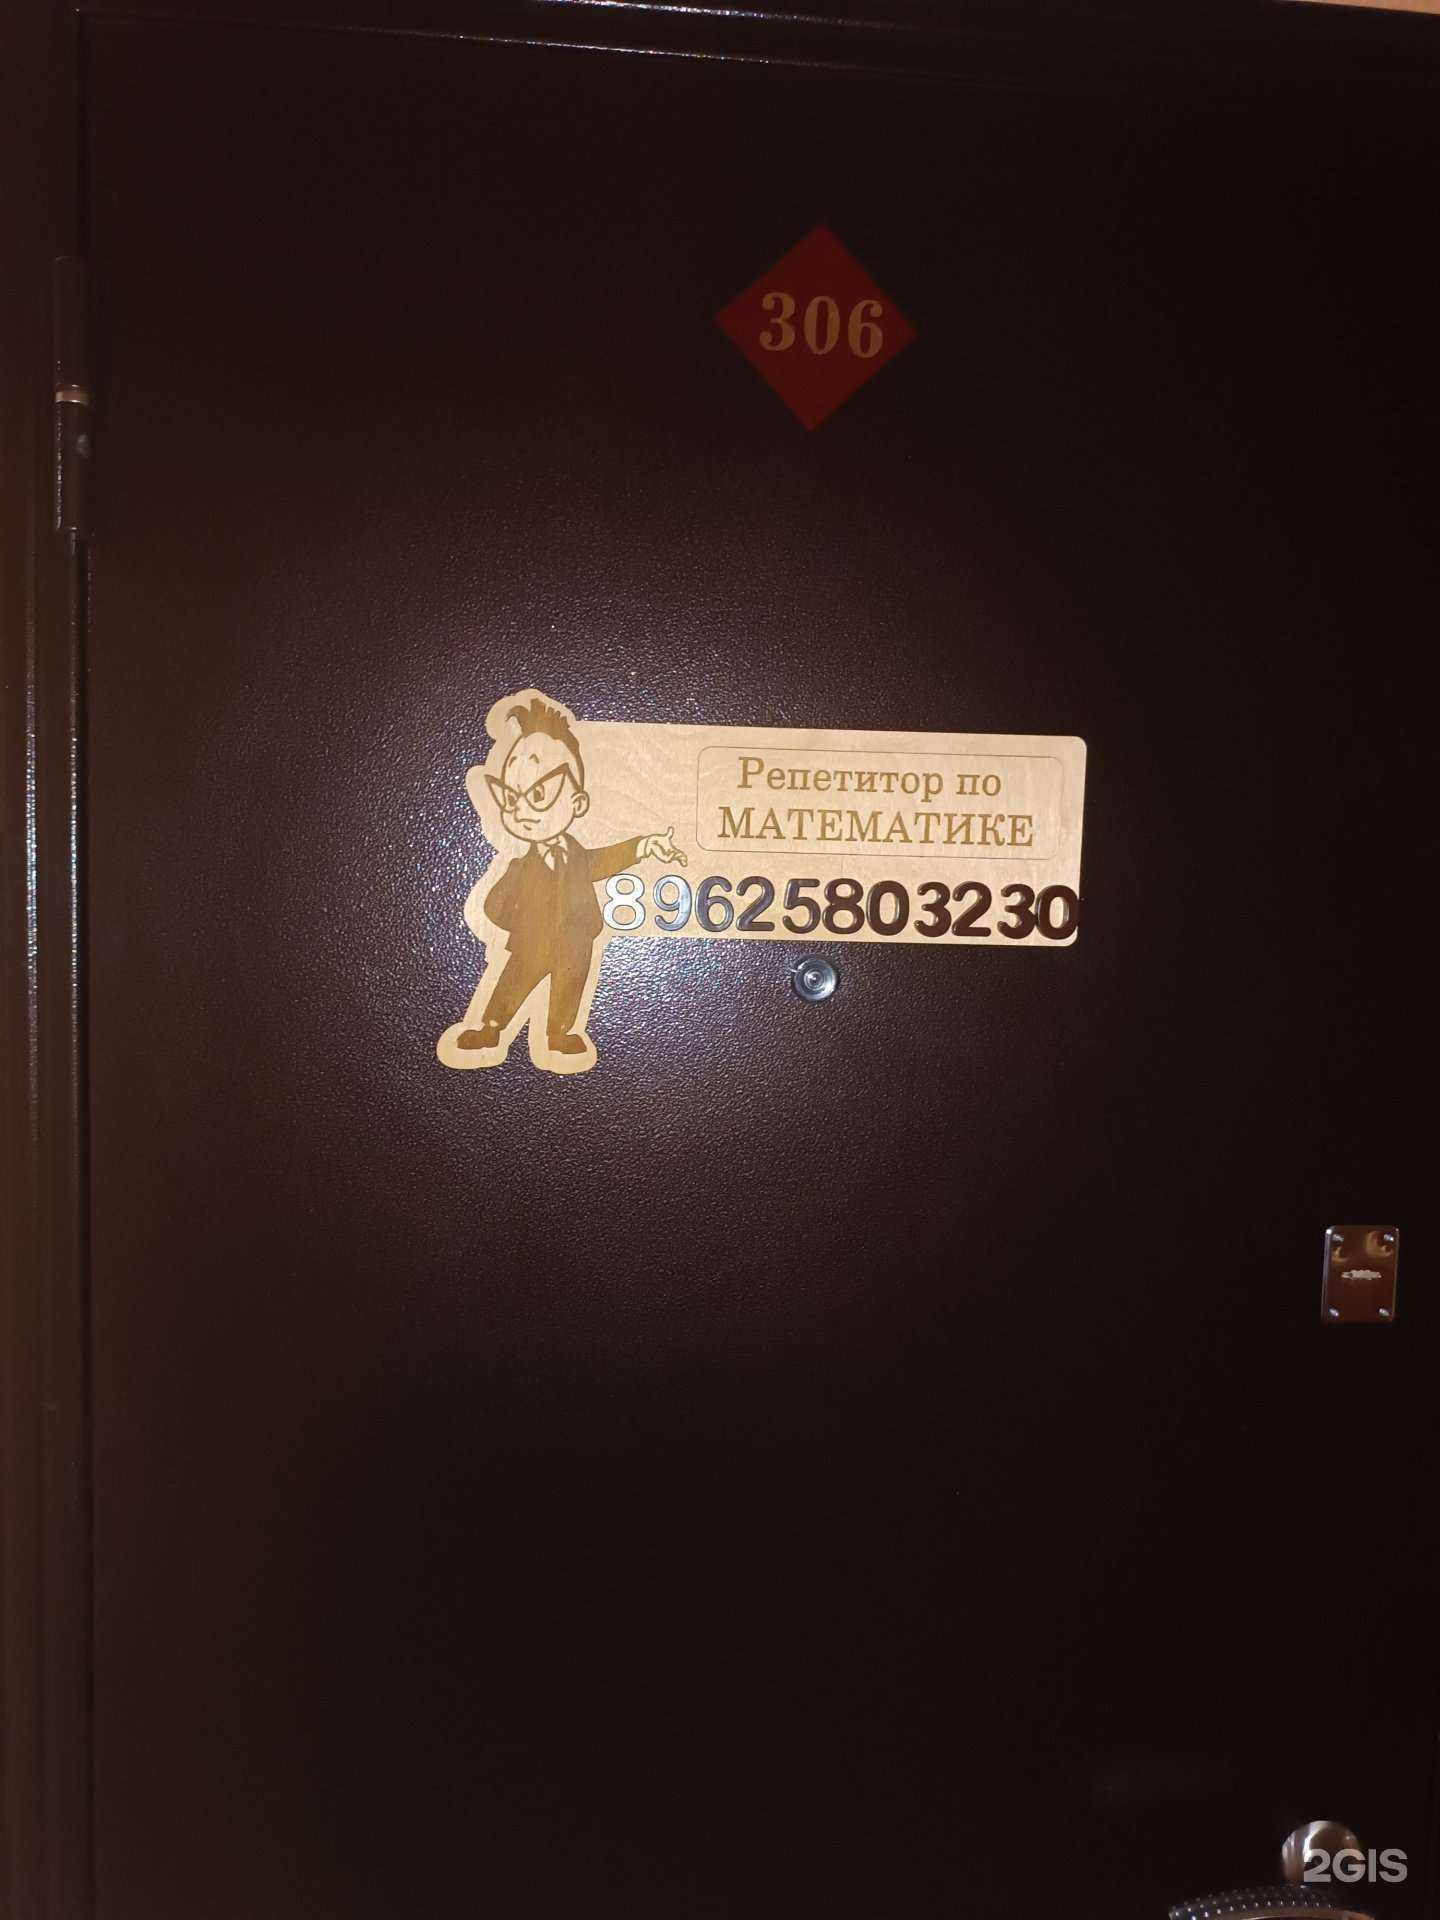 306
Репетитор по
МАТЕМАТИКЕ
89625803230
2GIS